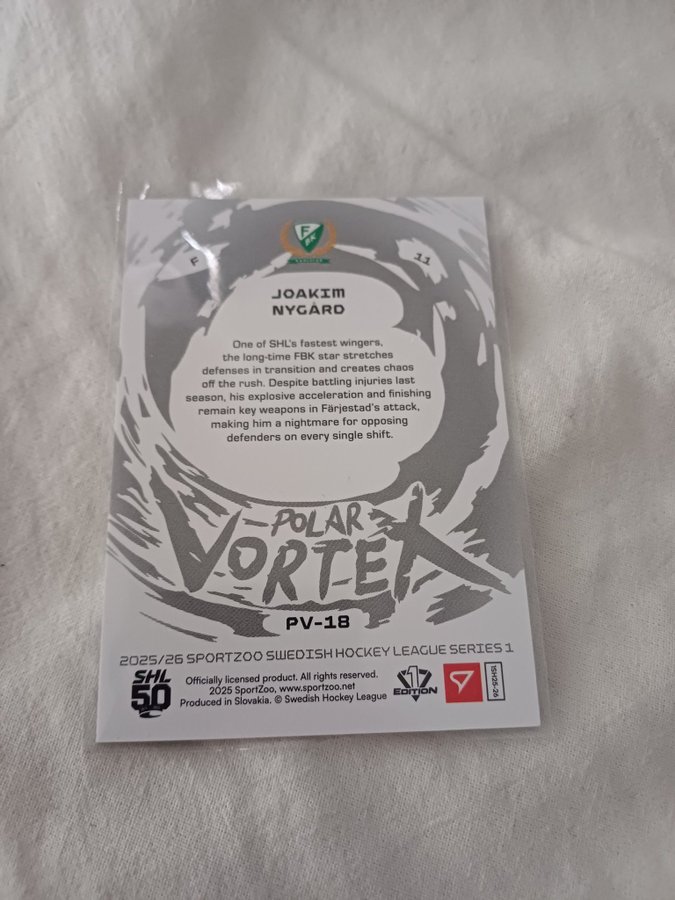 F
BK
F
11
JOAKIM
NYGÅRD
One of SHL's fastest wingers,
the long-time FBK star stretches
defenses in transition and creates chaos
off the rush. Despite battling injuries last
season, his explosive acceleration and finishing
remain key weapons in Färjestad's attack,
making him a nightmare for opposing
defenders on every single shift.
POLAR
VORTEX
PV-18
2025/26 SPORTZOO SWEDISH HOCKEY LEAGUE SERIES 1
SHL
50
Officially licensed product. All rights reserved.
2025 SportZoo, www.sportzoo.net
Produced in Slovakia. © Swedish Hockey League
1
EDITION
1SH25-26